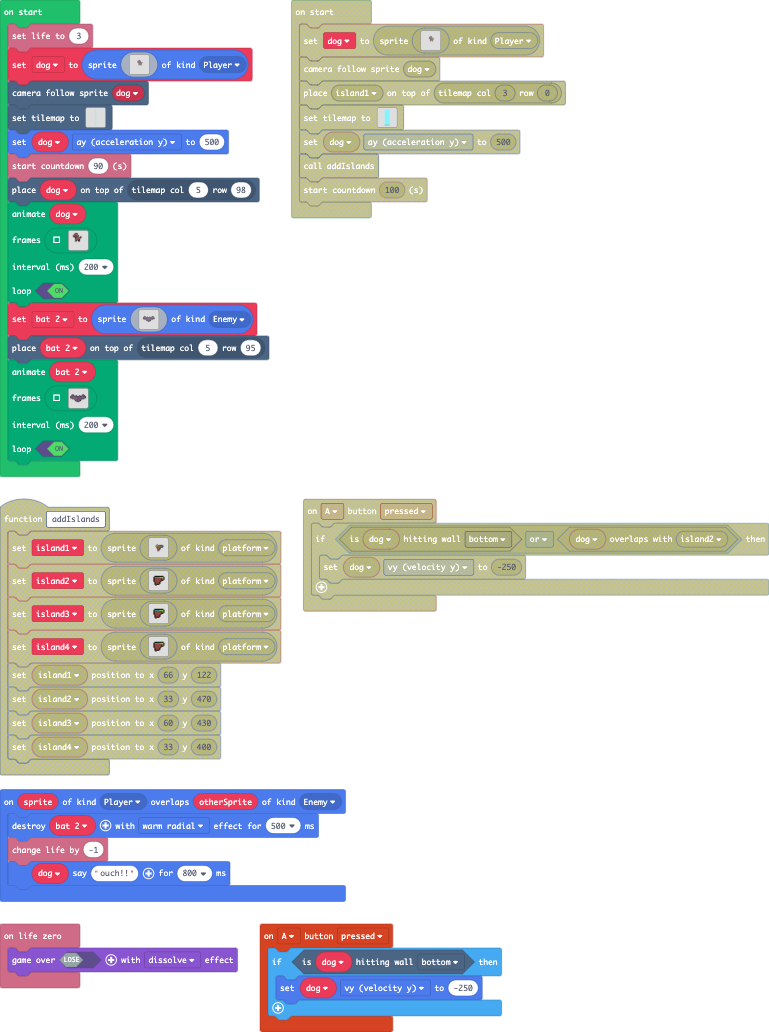 on start
set life to 3
set dog to sprite of kind Player
camera follow sprite dog
set tilemap to
set dog ay (acceleration y) to 500
start countdown 90 (s)
place dog on top of tilemap col 5 row 98
animate dog
frames
interval (ms) 200
loop ON
set bat 2 to sprite of kind Enemy
place bat 2 on top of tilemap col 5 row 95
animate bat 2
frames
interval (ms) 200
loop ON
on start
set dog to sprite of kind Player
camera follow sprite dog
place island1 on top of tilemap col 3 row 0
set tilemap to
set dog ay (acceleration y) to 500
call addIslands
start countdown 100 (s)
function addIslands
set island1 to sprite of kind platform
set island2 to sprite of kind platform
set island3 to sprite of kind platform
set island4 to sprite of kind platform
set island1 position to x 66 y 122
set island2 position to x 33 y 470
set island3 position to x 60 y 430
set island4 position to x 33 y 400
on A button pressed
if is dog hitting wall bottom or dog overlaps with island2 then
set dog vy (velocity y) to -250
on sprite of kind Player overlaps otherSprite of kind Enemy
destroy bat 2 with warm radial effect for 500 ms
change life by -1
dog say "ouch!!" for 800 ms
on life zero
game over LOSE with dissolve effect
on A button pressed
if is dog hitting wall bottom then
set dog vy (velocity y) to -250